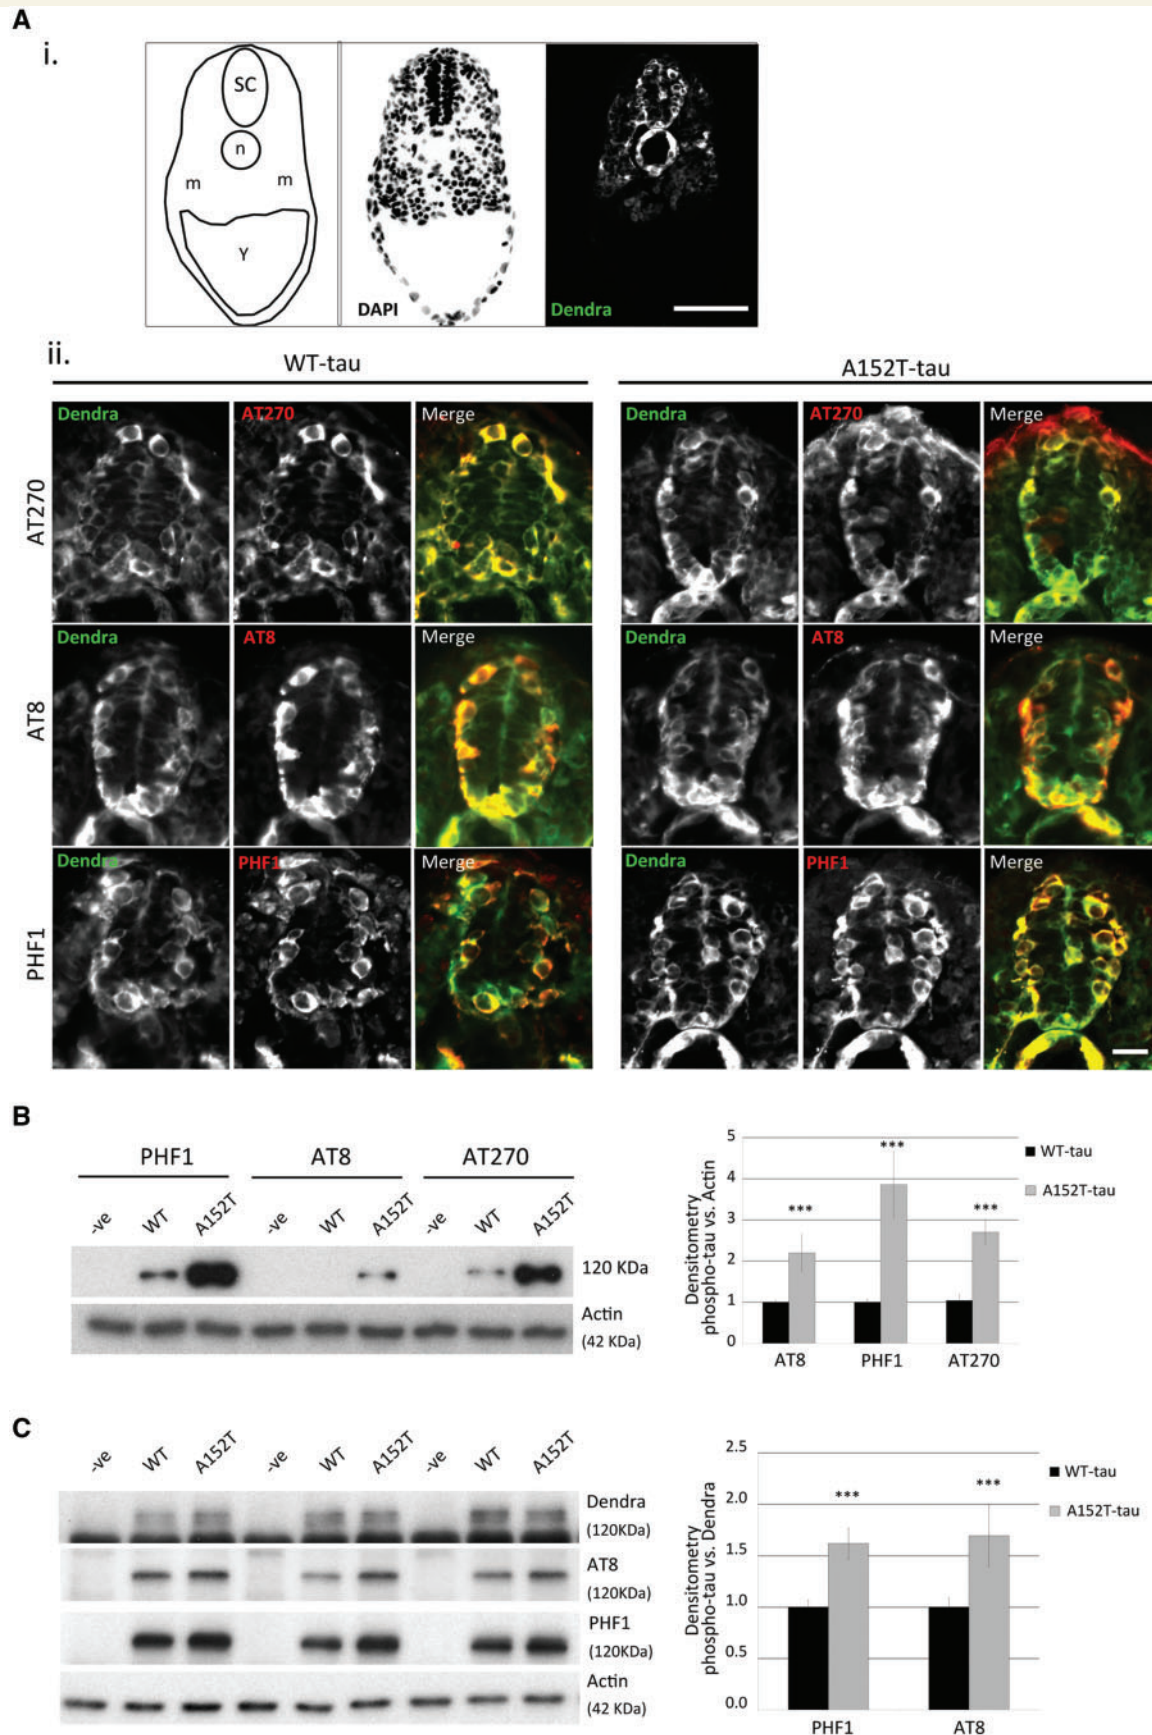 A
i.
SC
n
m m
Y
DAPI
Dendra
ii.
WT-tau A152T-tau
AT270
Dendra AT270 Merge Dendra AT270 Merge
AT8
Dendra AT8 Merge Dendra AT8 Merge
PHF1
Dendra PHF1 Merge Dendra PHF1 Merge
B
PHF1 AT8 AT270
-ve WT A152T -ve WT A152T -ve WT A152T
120 KDa
Actin
(42 KDa)
Densitometry
phospho-tau vs. Actin
5
4
3
2
1
0
*** *** ***
AT8 PHF1 AT270
WT-tau
A152T-tau
C
-ve WT A152T -ve WT A152T -ve WT A152T
Dendra
(120KDa)
AT8
(120KDa)
PHF1
(120KDa)
Actin
(42 KDa)
Densitometry
phospho-tau vs. Dendra
2.5
2.0
1.5
1.0
0.5
0.0
*** ***
PHF1 AT8
WT-tau
A152T-tau